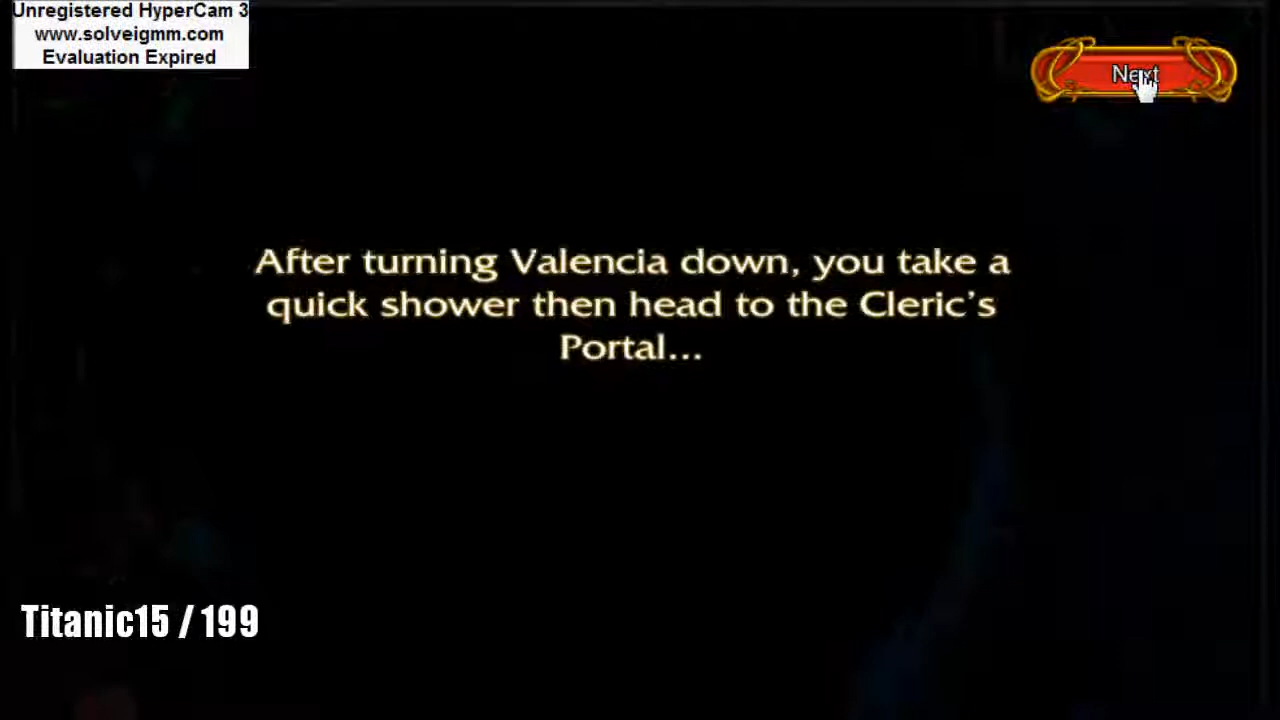 Unregistered HyperCam 3
www.solveigmm.com
Evaluation Expired
Next
After turning Valencia down, you take a
quick shower then head to the Cleric's
Portal...
Titanic15 / 199